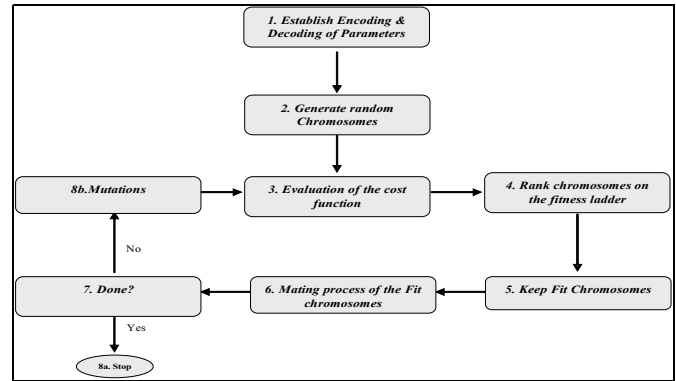 1. Establish Encoding &
Decoding of Parameters
2. Generate random
Chromosomes
8b.Mutations
3. Evaluation of the cost
function
4. Rank chromosomes on
the fitness ladder
No
7. Done?
6. Mating process of the Fit
chromosomes
5. Keep Fit Chromosomes
Yes
8a. Stop